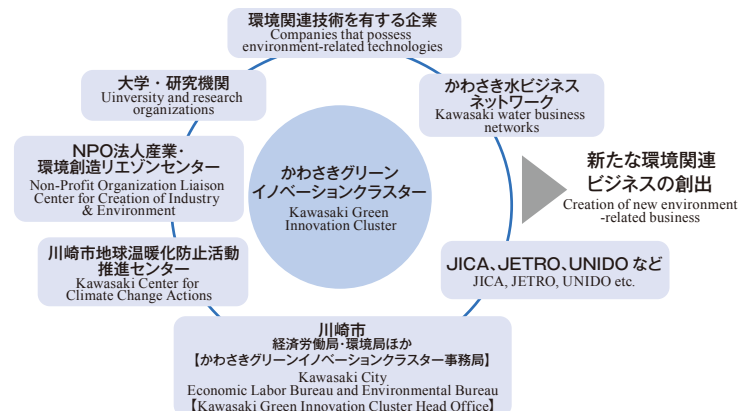 環境関連技術を有する企業
Companies that possess
environment-related technologies
大学・研究機関
Uinversity and research
organizations
かわさき水ビジネス
ネットワーク
Kawasaki water business
networks
NPO法人産業・
環境創造リエゾンセンター
Non-Profit Organization Liaison
Center for Creation of Industry
& Environment
かわさきグリーン
イノベーションクラスター
Kawasaki Green
Innovation Cluster
新たな環境関連
ビジネスの創出
Creation of new environment
-related business
川崎市地球温暖化防止活動
推進センター
Kawasaki Center for
Climate Change Actions
JICA、JETRO、UNIDO など
JICA, JETRO, UNIDO etc.
川崎市
経済労働局・環境局ほか
【かわさきグリーンイノベーションクラスター事務局】
Kawasaki City
Economic Labor Bureau and Environmental Bureau
【Kawasaki Green Innovation Cluster Head Office】